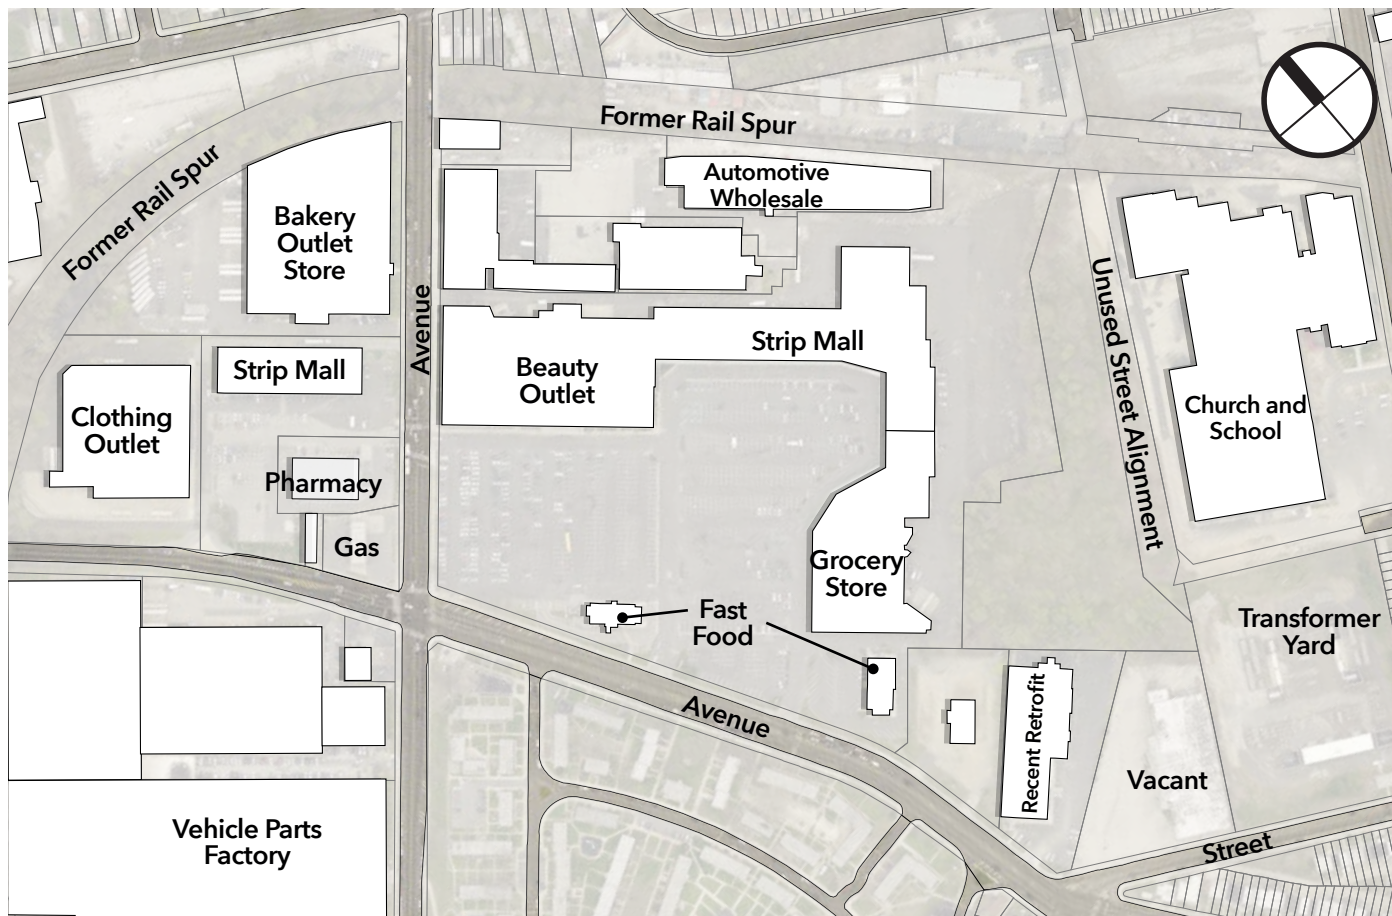 Former Rail Spur
Former Rail Spur
Automotive
Wholesale
Bakery
Outlet
Store
Avenue
Unused Street Alignment
Strip Mall
Strip Mall
Beauty
Outlet
Clothing
Outlet
Church and
School
Pharmacy
Gas
Grocery
Store
Fast
Food
Transformer
Yard
Avenue
Recent Retrofit
Vacant
Vehicle Parts
Factory
Street